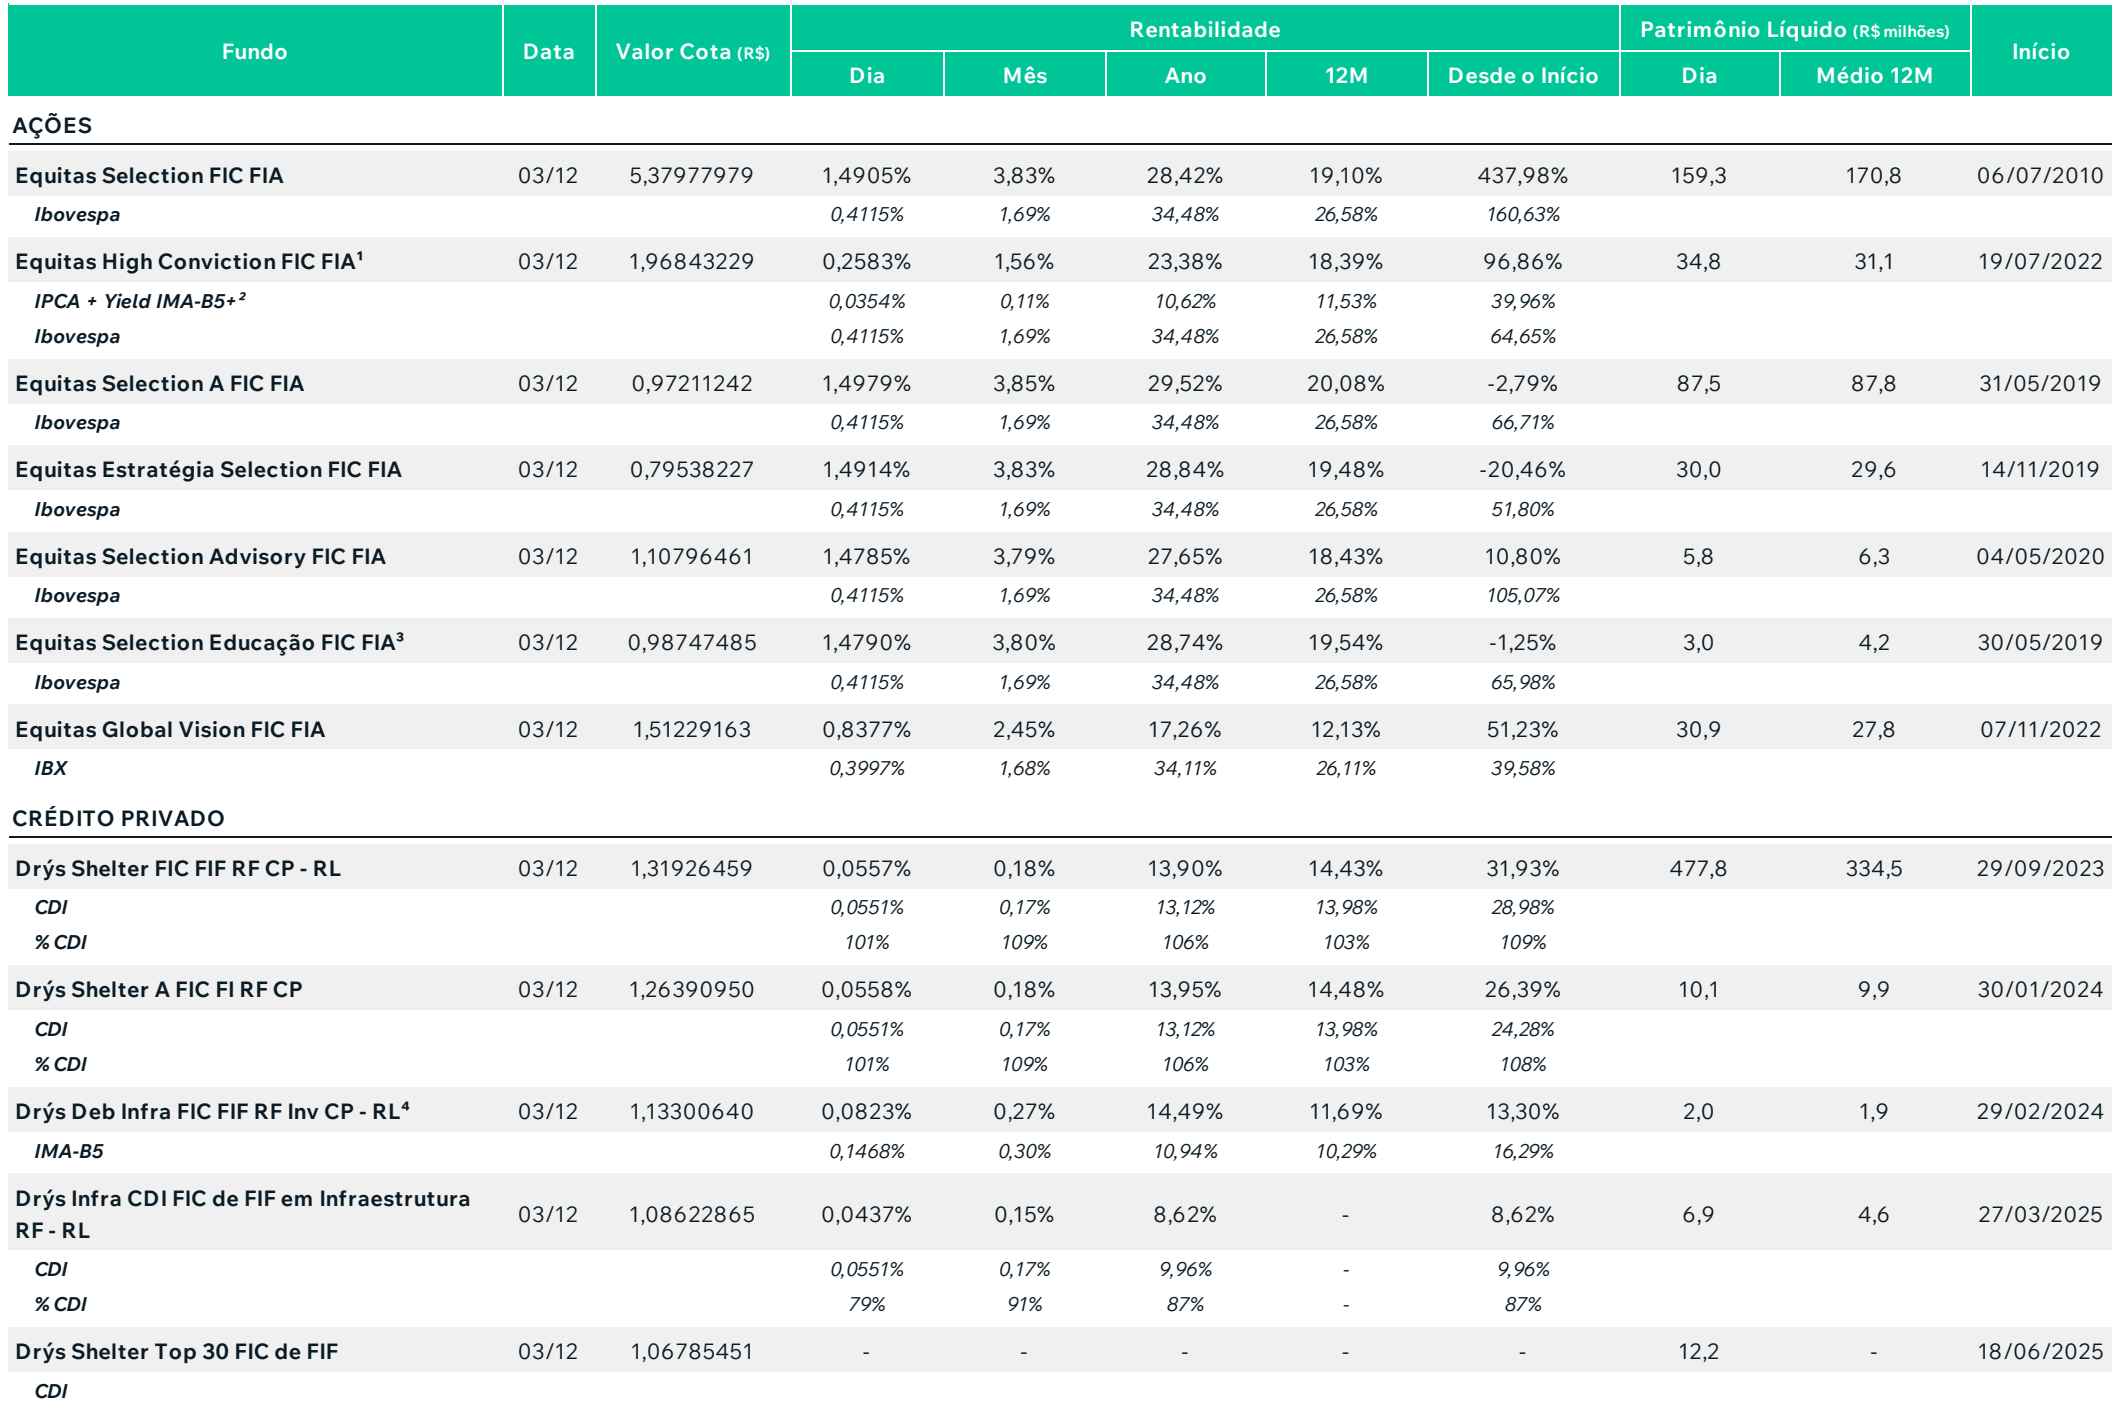 Fundo Data Valor Cota (R$) Rentabilidade Patrimônio Líquido (R$ milhões) Início
Dia Mês Ano 12M Desde o Início Dia Médio 12M
AÇÕES
Equitas Selection FIC FIA 03/12 5,37977979 1,4905% 3,83% 28,42% 19,10% 437,98% 159,3 170,8 06/07/2010
Ibovespa 0,4115% 1,69% 34,48% 26,58% 160,63%
Equitas High Conviction FIC FIA¹ 03/12 1,96843229 0,2583% 1,56% 23,38% 18,39% 96,86% 34,8 31,1 19/07/2022
IPCA + Yield IMA-B5+² 0,0354% 0,11% 10,62% 11,53% 39,96%
Ibovespa 0,4115% 1,69% 34,48% 26,58% 64,65%
Equitas Selection A FIC FIA 03/12 0,97211242 1,4979% 3,85% 29,52% 20,08% -2,79% 87,5 87,8 31/05/2019
Ibovespa 0,4115% 1,69% 34,48% 26,58% 66,71%
Equitas Estratégia Selection FIC FIA 03/12 0,79538227 1,4914% 3,83% 28,84% 19,48% -20,46% 30,0 29,6 14/11/2019
Ibovespa 0,4115% 1,69% 34,48% 26,58% 51,80%
Equitas Selection Advisory FIC FIA 03/12 1,10796461 1,4785% 3,79% 27,65% 18,43% 10,80% 5,8 6,3 04/05/2020
Ibovespa 0,4115% 1,69% 34,48% 26,58% 105,07%
Equitas Selection Educação FIC FIA³ 03/12 0,98747485 1,4790% 3,80% 28,74% 19,54% -1,25% 3,0 4,2 30/05/2019
Ibovespa 0,4115% 1,69% 34,48% 26,58% 65,98%
Equitas Global Vision FIC FIA 03/12 1,51229163 0,8377% 2,45% 17,26% 12,13% 51,23% 30,9 27,8 07/11/2022
IBX 0,3997% 1,68% 34,11% 26,11% 39,58%
CRÉDITO PRIVADO
Drýs Shelter FIC FIF RF CP - RL 03/12 1,31926459 0,0557% 0,18% 13,90% 14,43% 31,93% 477,8 334,5 29/09/2023
CDI 0,0551% 0,17% 13,12% 13,98% 28,98%
% CDI 101% 109% 106% 103% 109%
Drýs Shelter A FIC FI RF CP 03/12 1,26390950 0,0558% 0,18% 13,95% 14,48% 26,39% 10,1 9,9 30/01/2024
CDI 0,0551% 0,17% 13,12% 13,98% 24,28%
% CDI 101% 109% 106% 103% 108%
Drýs Deb Infra FIC FIF RF Inv CP - RL⁴ 03/12 1,13300640 0,0823% 0,27% 14,49% 11,69% 13,30% 2,0 1,9 29/02/2024
IMA-B5 0,1468% 0,30% 10,94% 10,29% 16,29%
Drýs Infra CDI FIC de FIF em Infraestrutura
RF - RL 03/12 1,08622865 0,0437% 0,15% 8,62% - 8,62% 6,9 4,6 27/03/2025
CDI 0,0551% 0,17% 9,96% - 9,96%
% CDI 79% 91% 87% - 87%
Drýs Shelter Top 30 FIC de FIF 03/12 1,06785451 - - - - - 12,2 - 18/06/2025
CDI